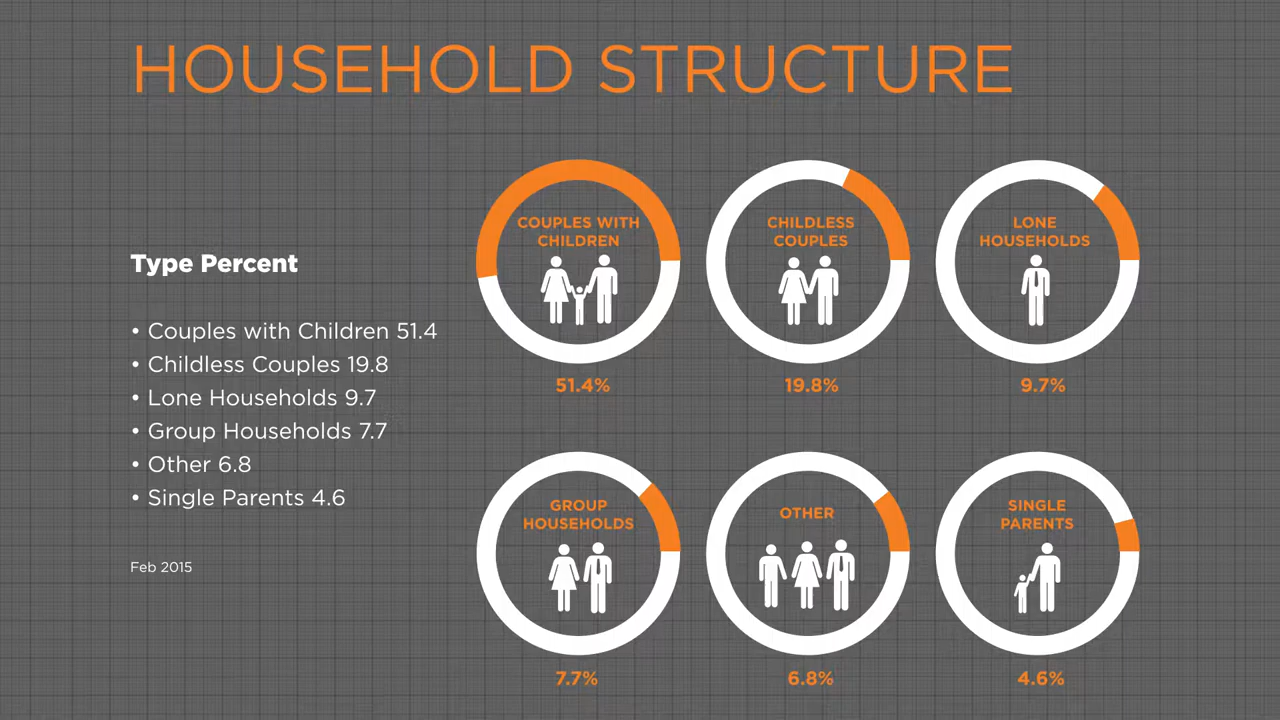 HOUSEHOLD STRUCTURE
Type Percent
• Couples with Children 51.4
• Childless Couples 19.8
• Lone Households 9.7
• Group Households 7.7
• Other 6.8
• Single Parents 4.6
Feb 2015
COUPLES WITH
CHILDREN
51.4%
CHILDLESS
COUPLES
19.8%
LONE
HOUSEHOLDS
9.7%
GROUP
HOUSEHOLDS
7.7%
OTHER
6.8%
SINGLE
PARENTS
4.6%